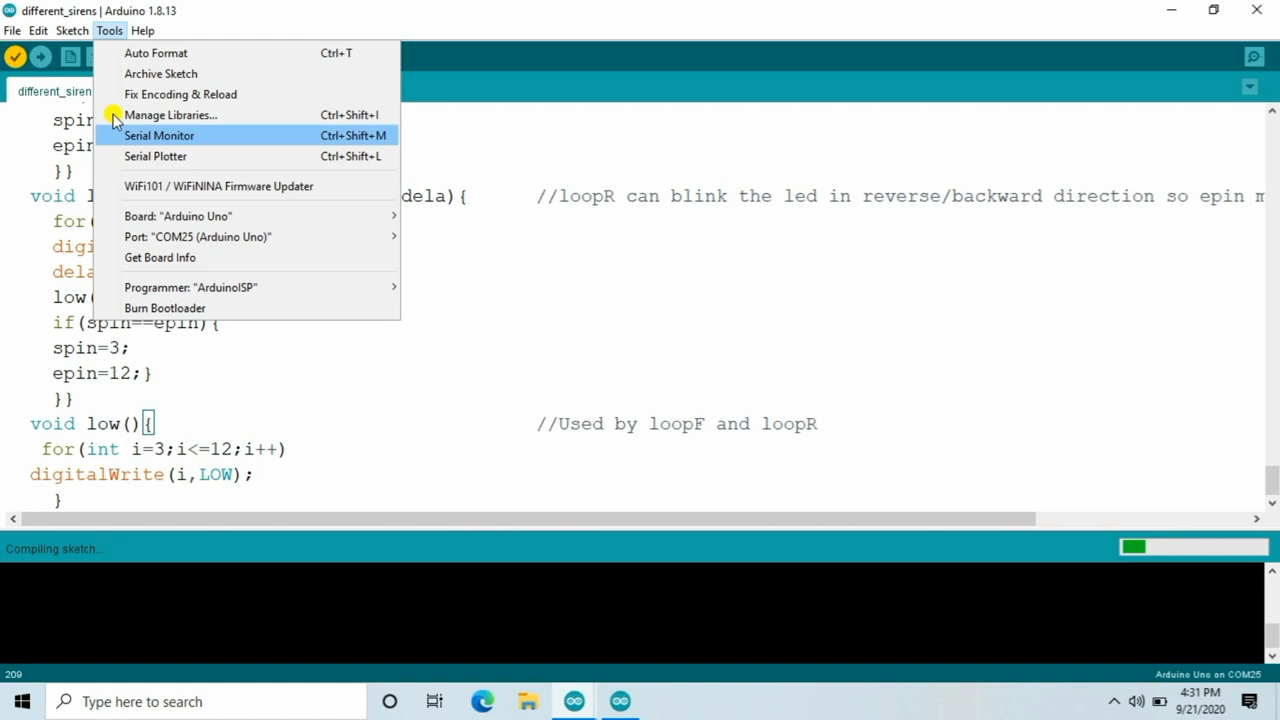 different_sirens | Arduino 1.8.13
File Edit Sketch Tools Help
Auto Format Ctrl+T
different_siren
Archive Sketch
Fix Encoding & Reload
Manage Libraries... Ctrl+Shift+I
Serial Monitor Ctrl+Shift+M
Serial Plotter Ctrl+Shift+L
WiFi101 / WiFiNINA Firmware Updater
Board: "Arduino Uno"
Port: "COM25 (Arduino Uno)"
Get Board Info
Programmer: "ArduinoISP"
Burn Bootloader
spin
epin
}}
void l dela){ //loopR can blink the led in reverse/backward direction so epin m
for(
digi
dela
low(
if(spin==epin){
spin=3;
epin=12;}
}}
void low(){ //Used by loopF and loopR
for(int i=3;i<=12;i++)
digitalWrite(i,LOW);
}
Compiling sketch...
209 Arduino Uno on COM25
Type here to search
4:31 PM
9/21/2020